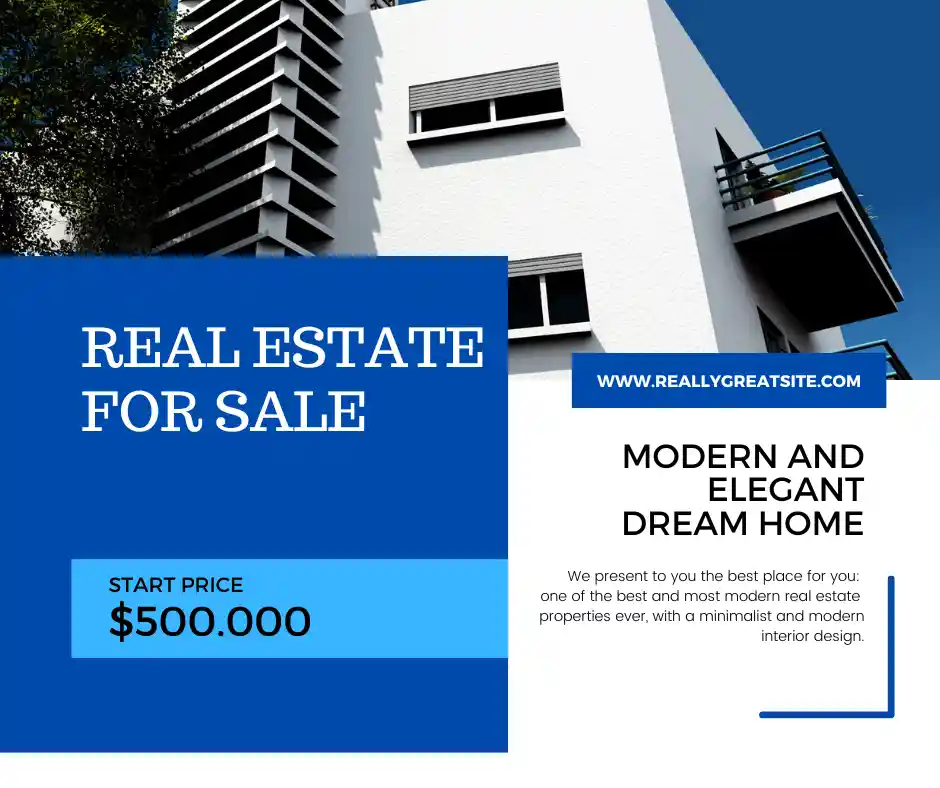 REAL ESTATE
FOR SALE
START PRICE
$500.000
WWW.REALLYGREATSITE.COM
MODERN AND
ELEGANT
DREAM HOME
We present to you the best place for you:
one of the best and most modern real estate
properties ever, with a minimalist and modern
interior design.